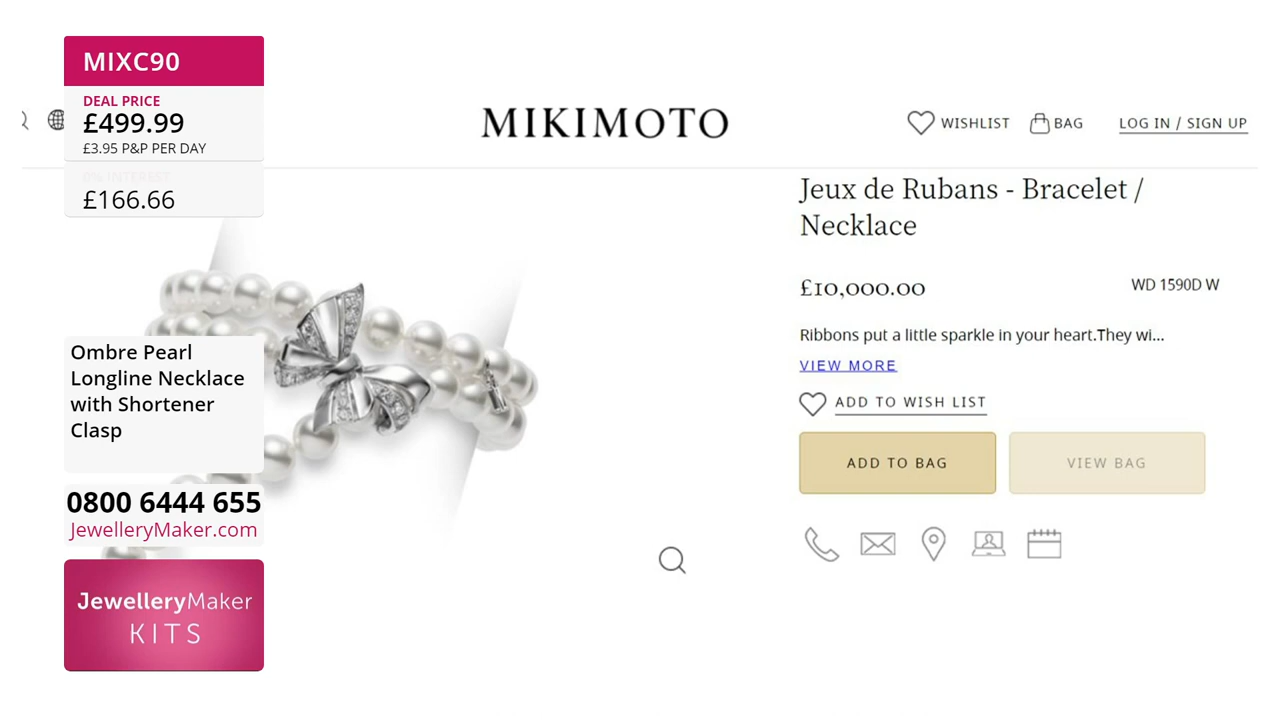 MIXC90
DEAL PRICE
£499.99
£3.95 P&P PER DAY
0% INTEREST
£166.66
Ombre Pearl
Longline Necklace
with Shortener
Clasp
0800 6444 655
JewelleryMaker.com
JewelleryMaker
KITS
MIKIMOTO
WISHLIST
BAG
LOG IN / SIGN UP
Jeux de Rubans - Bracelet /
Necklace
£10,000.00
WD 1590D W
Ribbons put a little sparkle in your heart.They wi...
VIEW MORE
ADD TO WISH LIST
ADD TO BAG
VIEW BAG